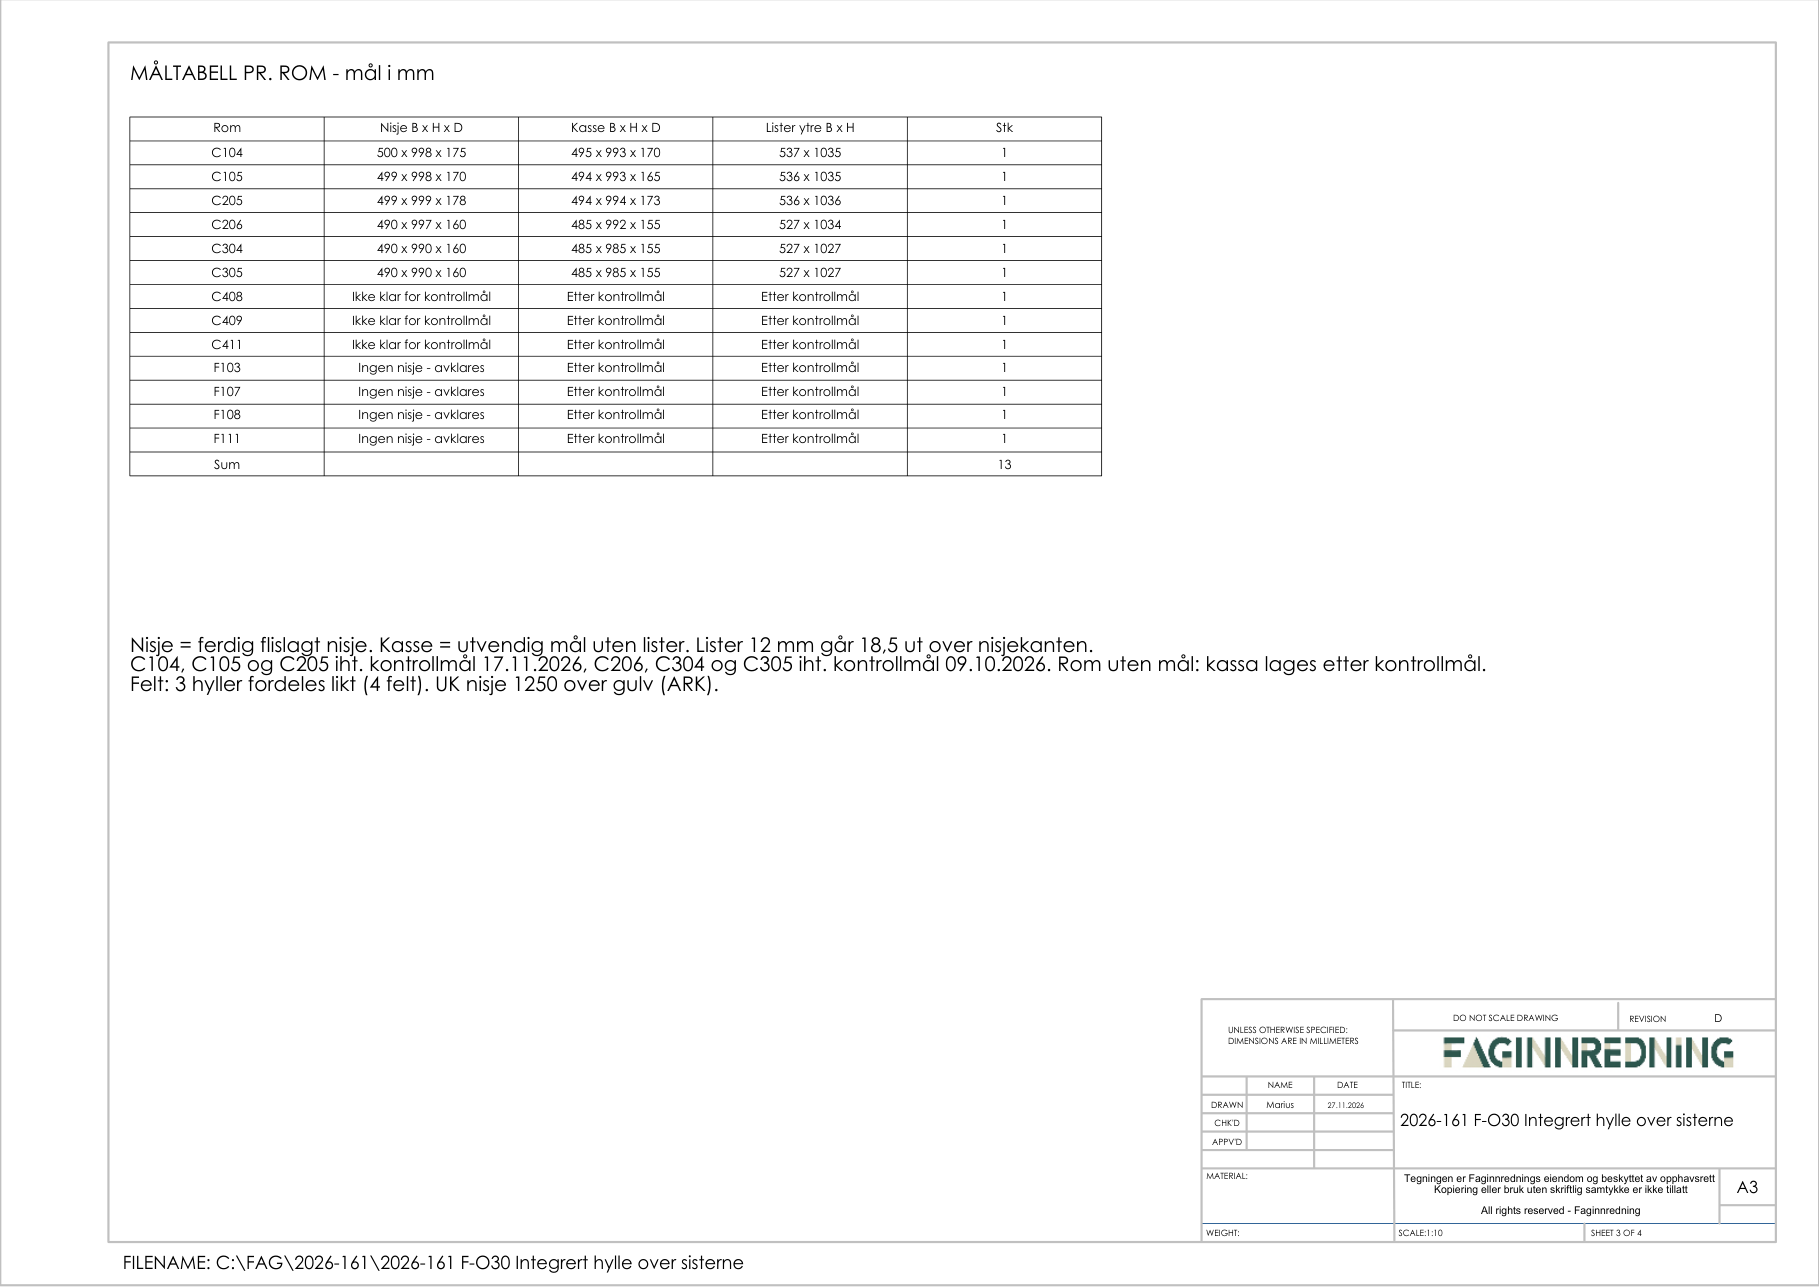 MÅLTABELL PR. ROM - mål i mm
Rom Nisje B x H x D Kasse B x H x D Lister ytre B x H Stk
C104 500 x 998 x 175 495 x 993 x 170 537 x 1035 1
C105 499 x 998 x 170 494 x 993 x 165 536 x 1035 1
C205 499 x 999 x 178 494 x 994 x 173 536 x 1036 1
C206 490 x 997 x 160 485 x 992 x 155 527 x 1034 1
C304 490 x 990 x 160 485 x 985 x 155 527 x 1027 1
C305 490 x 990 x 160 485 x 985 x 155 527 x 1027 1
C408 Ikke klar for kontrollmål Etter kontrollmål Etter kontrollmål 1
C409 Ikke klar for kontrollmål Etter kontrollmål Etter kontrollmål 1
C411 Ikke klar for kontrollmål Etter kontrollmål Etter kontrollmål 1
F103 Ingen nisje - avklares Etter kontrollmål Etter kontrollmål 1
F107 Ingen nisje - avklares Etter kontrollmål Etter kontrollmål 1
F108 Ingen nisje - avklares Etter kontrollmål Etter kontrollmål 1
F111 Ingen nisje - avklares Etter kontrollmål Etter kontrollmål 1
Sum 13
Nisje = ferdig flislagt nisje. Kasse = utvendig mål uten lister. Lister 12 mm går 18,5 ut over nisjekanten.
C104, C105 og C205 iht. kontrollmål 17.11.2026, C206, C304 og C305 iht. kontrollmål 09.10.2026. Rom uten mål: kassa lages etter kontrollmål.
Felt: 3 hyller fordeles likt (4 felt). UK nisje 1250 over gulv (ARK).
UNLESS OTHERWISE SPECIFIED:
DIMENSIONS ARE IN MILLIMETERS
DO NOT SCALE DRAWING REVISION D
FAGINNREDNING
NAME DATE
DRAWN Marius 27.11.2026
CHK'D
APPV'D
TITLE:
2026-161 F-O30 Integrert hylle over sisterne
MATERIAL:
Tegningen er Faginnrednings eiendom og beskyttet av opphavsrett
Kopiering eller bruk uten skriftlig samtykke er ikke tillatt
All rights reserved - Faginnredning
A3
WEIGHT: SCALE:1:10 SHEET 3 OF 4
FILENAME: C:\FAG\2026-161\2026-161 F-O30 Integrert hylle over sisterne